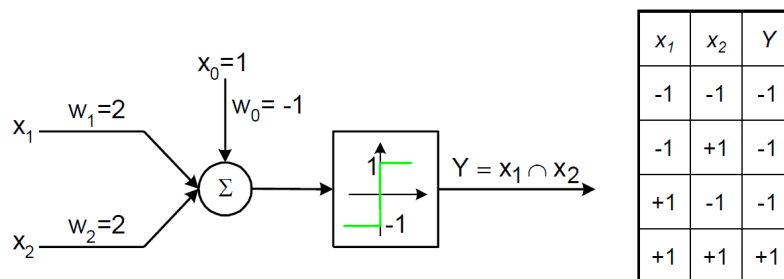 x₀=1
w₀= -1
w₁=2
x₁
Σ
1
-1
Y = x₁ ∩ x₂
w₂=2
x₂
x₁ x₂ Y
-1 -1 -1
-1 +1 -1
+1 -1 -1
+1 +1 +1